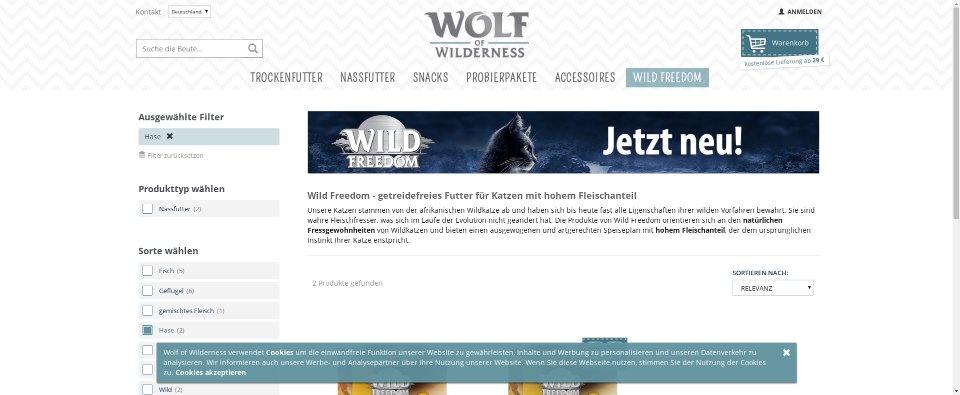 Kontakt
Deutschland
WOLF
OF
WILDERNESS
ANMELDEN
Suche die Beute...
Warenkorb
kostenlose Lieferung ab 29 €
TROCKENFUTTER NASSFUTTER SNACKS PROBIERPAKETE ACCESSOIRES WILD FREEDOM
Ausgewählte Filter
Hase
Filter zurücksetzen
Produkttyp wählen
Nassfutter (2)
Sorte wählen
Fisch (5)
Geflügel (6)
gemischtes Fleisch (1)
Hase (2)
Wild (2)
WILD
FREEDOM
Jetzt neu!
Wild Freedom - getreidefreies Futter für Katzen mit hohem Fleischanteil
Unsere Katzen stammen von der afrikanischen Wildkatze ab und haben sich bis heute fast alle Eigenschaften ihrer wilden Vorfahren bewahrt. Sie sind
wahre Fleischfresser, was sich im Laufe der Evolution nicht geändert hat. Die Produkte von Wild Freedom orientieren sich an den natürlichen
Fressgewohnheiten von Wildkatzen und bieten einen ausgewogenen und artgerechten Speiseplan mit hohem Fleischanteil, der dem ursprünglichen
Instinkt Ihrer Katze enstpricht.
2 Produkte gefunden
SORTIEREN NACH:
RELEVANZ
Wolf of Wilderness verwendet Cookies um die einwandfreie Funktion unserer Website zu gewährleisten, Inhalte und Werbung zu personalisieren und unseren Datenverkehr zu
analysieren. Wir informieren auch unsere Werbe- und Analysepartner über Ihre Nutzung unserer Website. Wenn Sie diese Webseite nutzen, stimmen Sie der Nutzung der Cookies
zu. Cookies akzeptieren